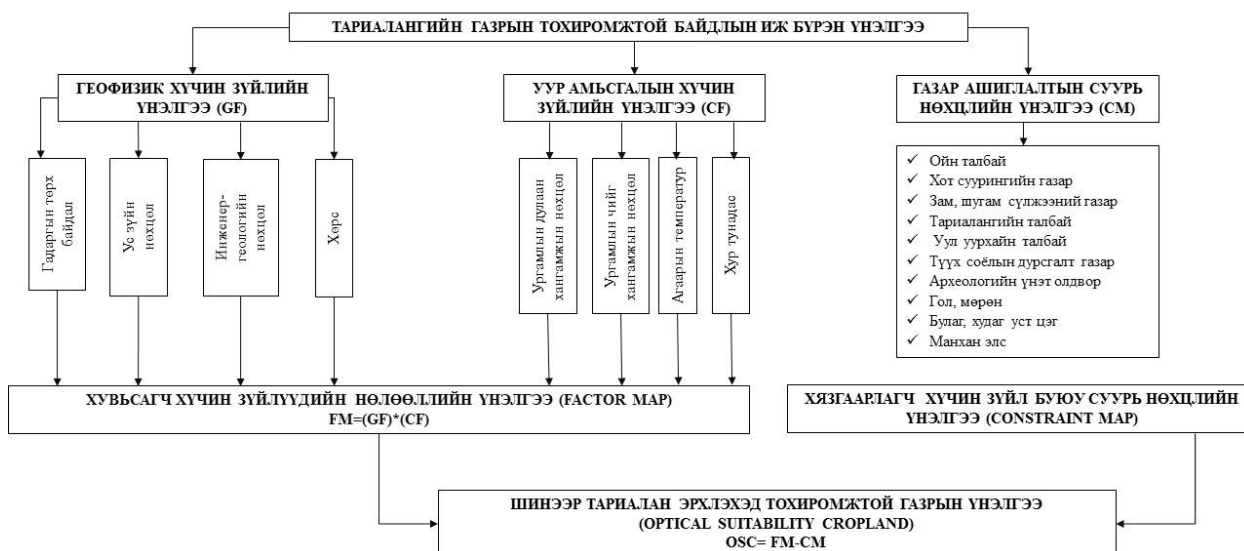 ТАРИАЛАНГИЙН ГАЗРЫН ТОХИРОМЖТОЙ БАЙДЛЫН ИЖ БҮРЭН ҮНЭЛГЭЭ
ГЕОФИЗИК ХҮЧИН ЗҮЙЛИЙН
ҮНЭЛГЭЭ (GF)
УУР АМЬСГАЛЫН ХҮЧИН
ЗҮЙЛИЙН ҮНЭЛГЭЭ (CF)
ГАЗАР АШИГЛАЛТЫН СУУРЬ
НӨХЦЛИЙН ҮНЭЛГЭЭ (CM)
Гадаргын төрх
байдал
Ус зүйн
нөхцөл
Инженер-
геологийн
нөхцөл
Хөрс
Ургамлын дулаан
хангамжын нөхцөл
Ургамлын чийг
хангамжын нөхцөл
Агаарын температур
Хур тунадас
✓ Ойн талбай
✓ Хот суурингийн газар
✓ Зам, шугам сүлжээний газар
✓ Тариалангийн талбай
✓ Уул уурхайн талбай
✓ Түүх соёлын дурсгалт газар
✓ Археологийн үнэт олдвор
✓ Гол, мөрөн
✓ Булаг, худаг уст цэг
✓ Манхан элс
ХУВЬСАГЧ ХҮЧИН ЗҮЙЛҮҮДИЙН НӨЛӨӨЛЛИЙН ҮНЭЛГЭЭ (FACTOR MAP)
FM=(GF)*(CF)
ХЯЗГААРЛАГЧ ХҮЧИН ЗҮЙЛ БУЮУ СУУРЬ НӨХЦЛИЙН
ҮНЭЛГЭЭ (CONSTRAINT MAP)
ШИНЭЭР ТАРИАЛАН ЭРХЛЭХЭД ТОХИРОМЖТОЙ ГАЗРЫН ҮНЭЛГЭЭ
(OPTICAL SUITABILITY CROPLAND)
OSC= FM-CM